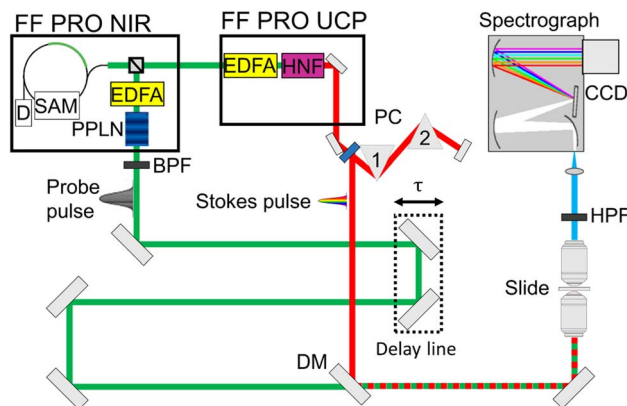 FF PRO NIR
FF PRO UCP
Spectrograph
EDFA
HNF
EDFA
D
SAM
PPLN
CCD
PC
1
2
BPF
Probe
pulse
Stokes pulse
τ
HPF
Slide
Delay line
DM